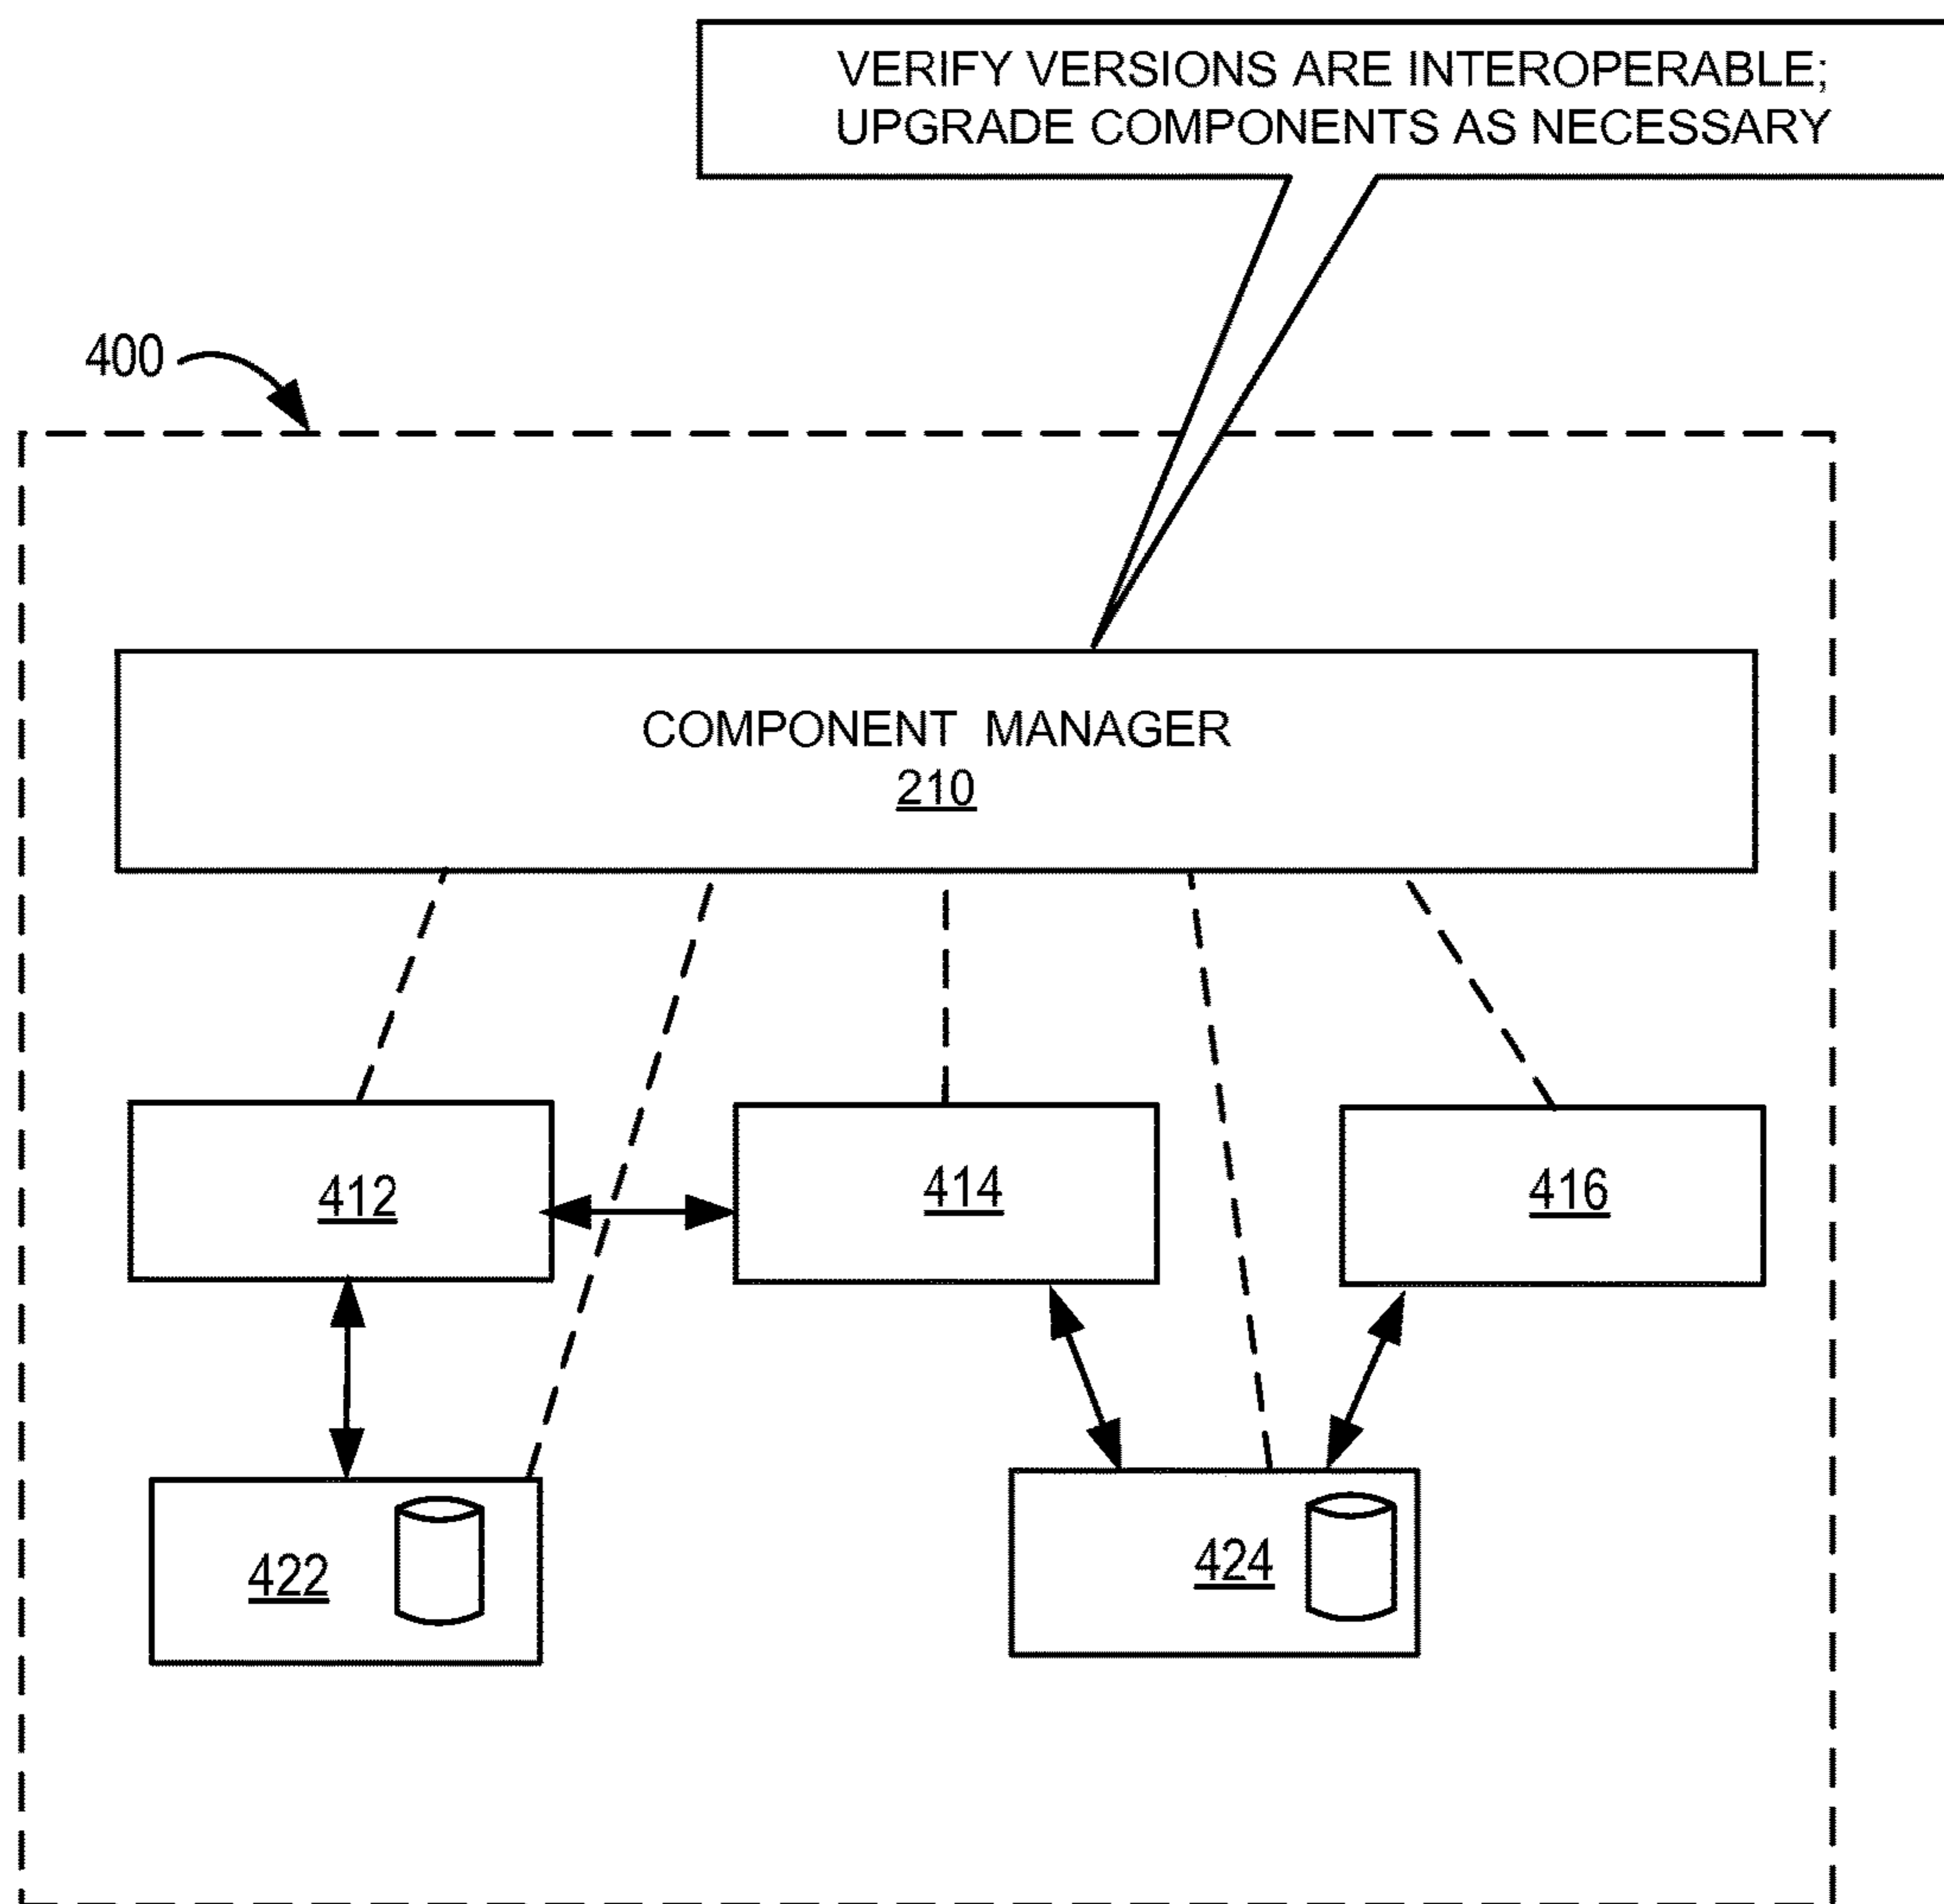 VERIFY VERSIONS ARE INTEROPERABLE;
UPGRADE COMPONENTS AS NECESSARY
400
COMPONENT MANAGER
210
412
414
416
422
424